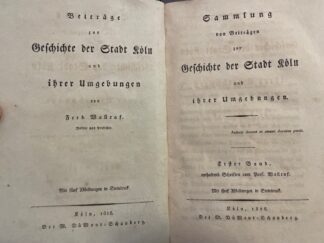 Beiträge
zur
Geschichte der Stadt Köln
und
ihrer Umgebungen
von
Ferd. Wallraf.
Mit fünf Abbildungen in Steindruck.
Köln, 1818.
Bei M. DüMont-Schauberg.
Sammlung
von Beiträgen
zur
Geschichte der Stadt Köln
und
ihrer Umgebungen.
Erster Band,
enthaltend Schriften von Prof. Wallraf.
Mit fünf Abbildungen in Steindruck.
Köln, 1818.
Bei M. DüMont-Schauberg.